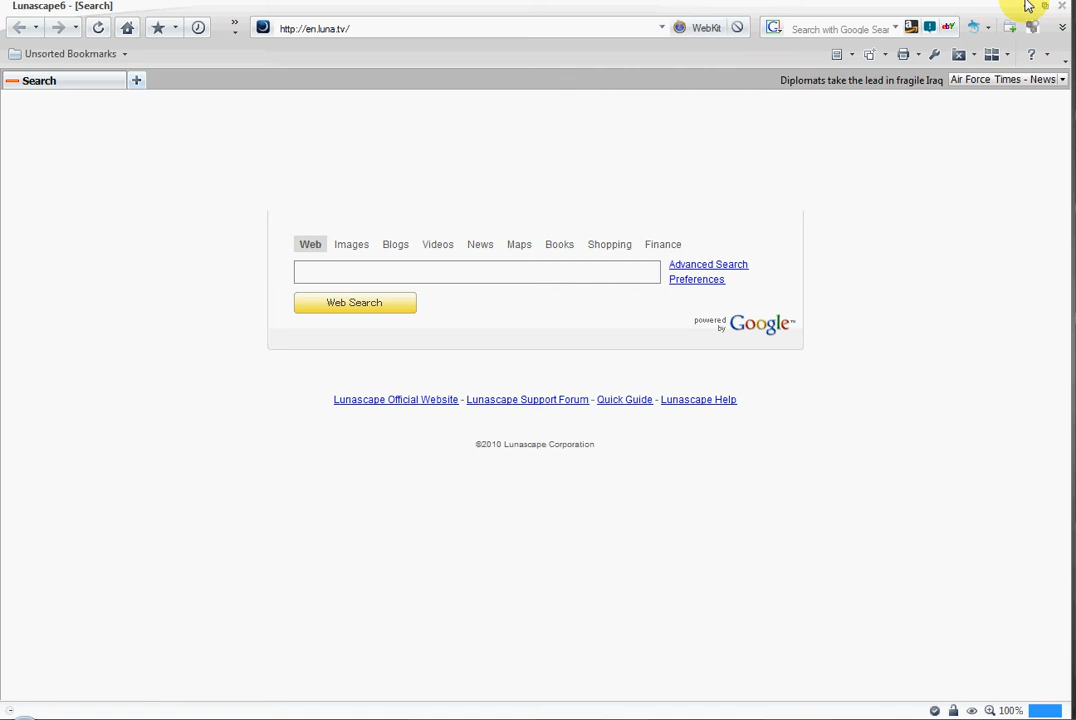 Lunascape6 - [Search]
http://en.luna.tv/
WebKit
Search with Google Sear
Unsorted Bookmarks
Search
Diplomats take the lead in fragile Iraq
Air Force Times - News
Web Images Blogs Videos News Maps Books Shopping Finance
Advanced Search
Preferences
Web Search
powered by Google™
Lunascape Official Website - Lunascape Support Forum - Quick Guide - Lunascape Help
©2010 Lunascape Corporation
100%